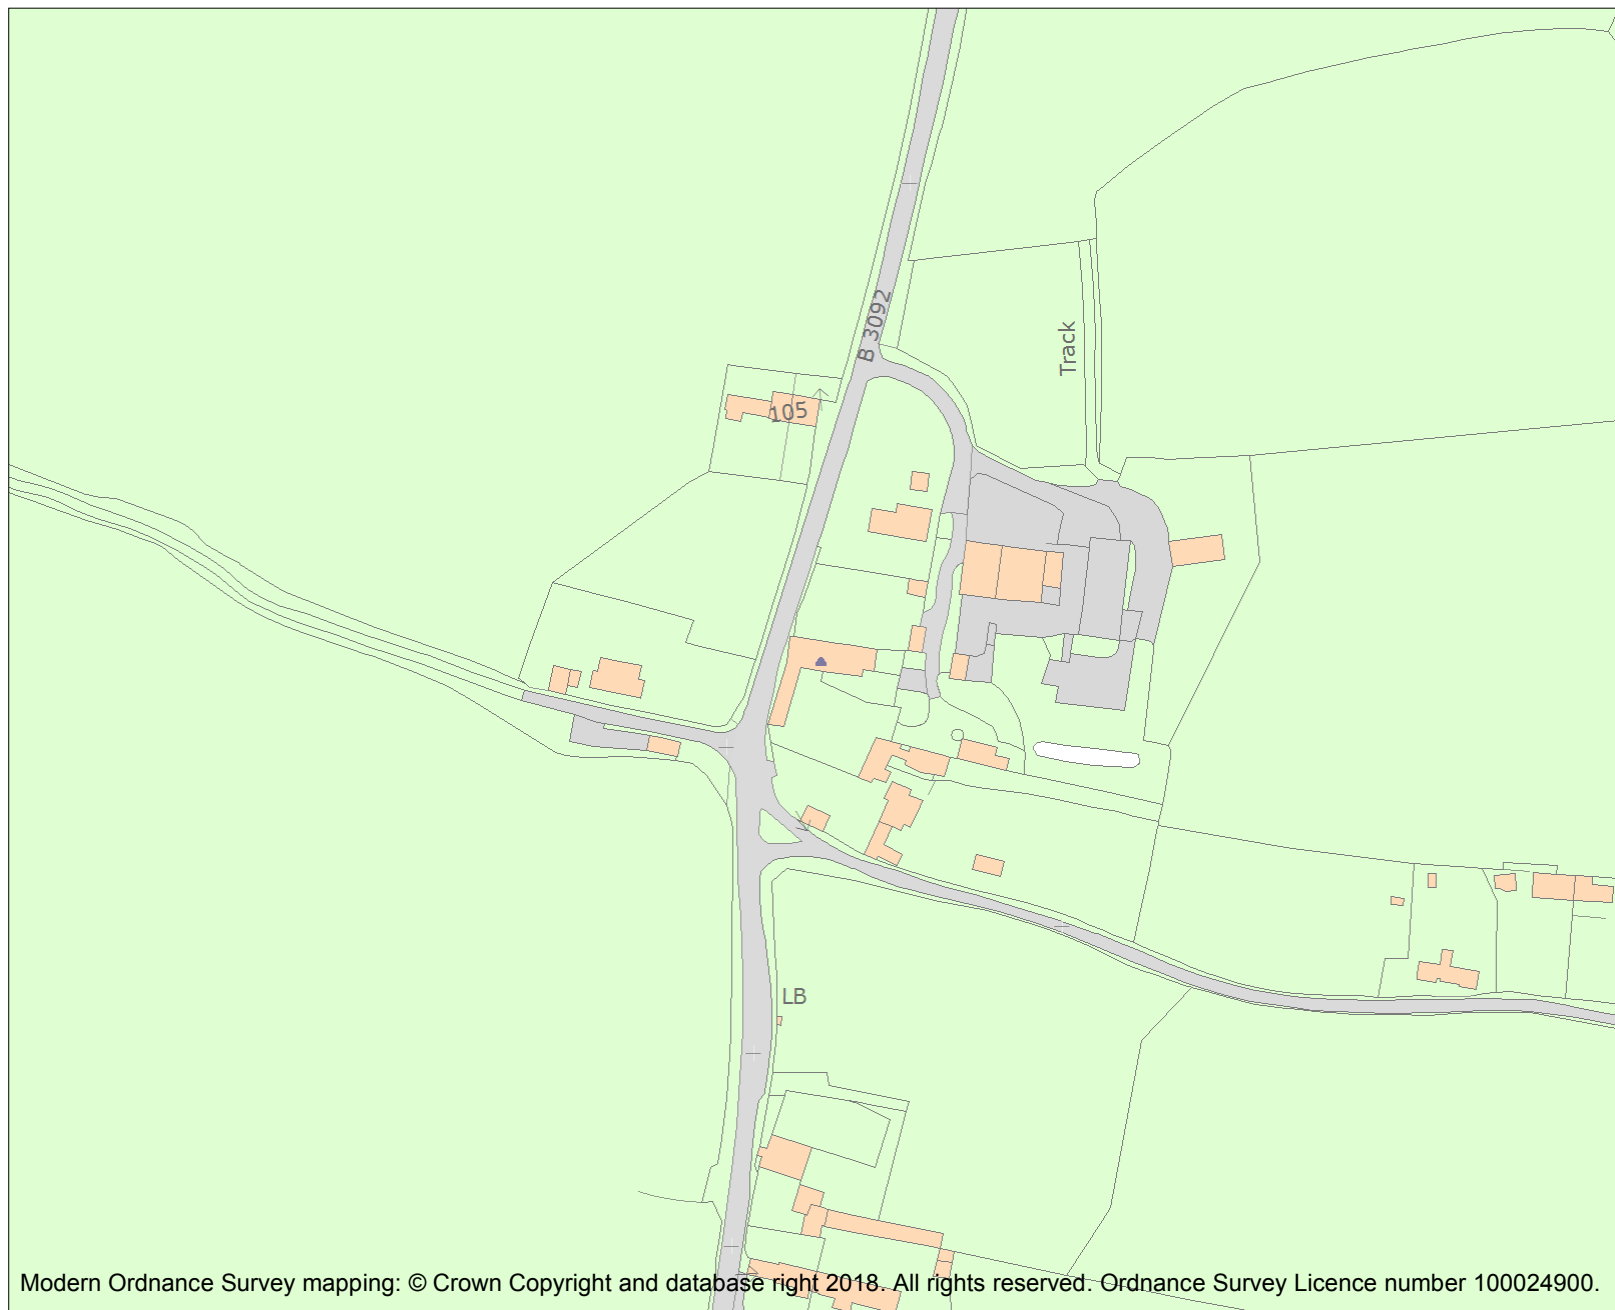 B 3092
Track
105
LB
Modern Ordnance Survey mapping: © Crown Copyright and database right 2018. All rights reserved. Ordnance Survey Licence number 100024900.